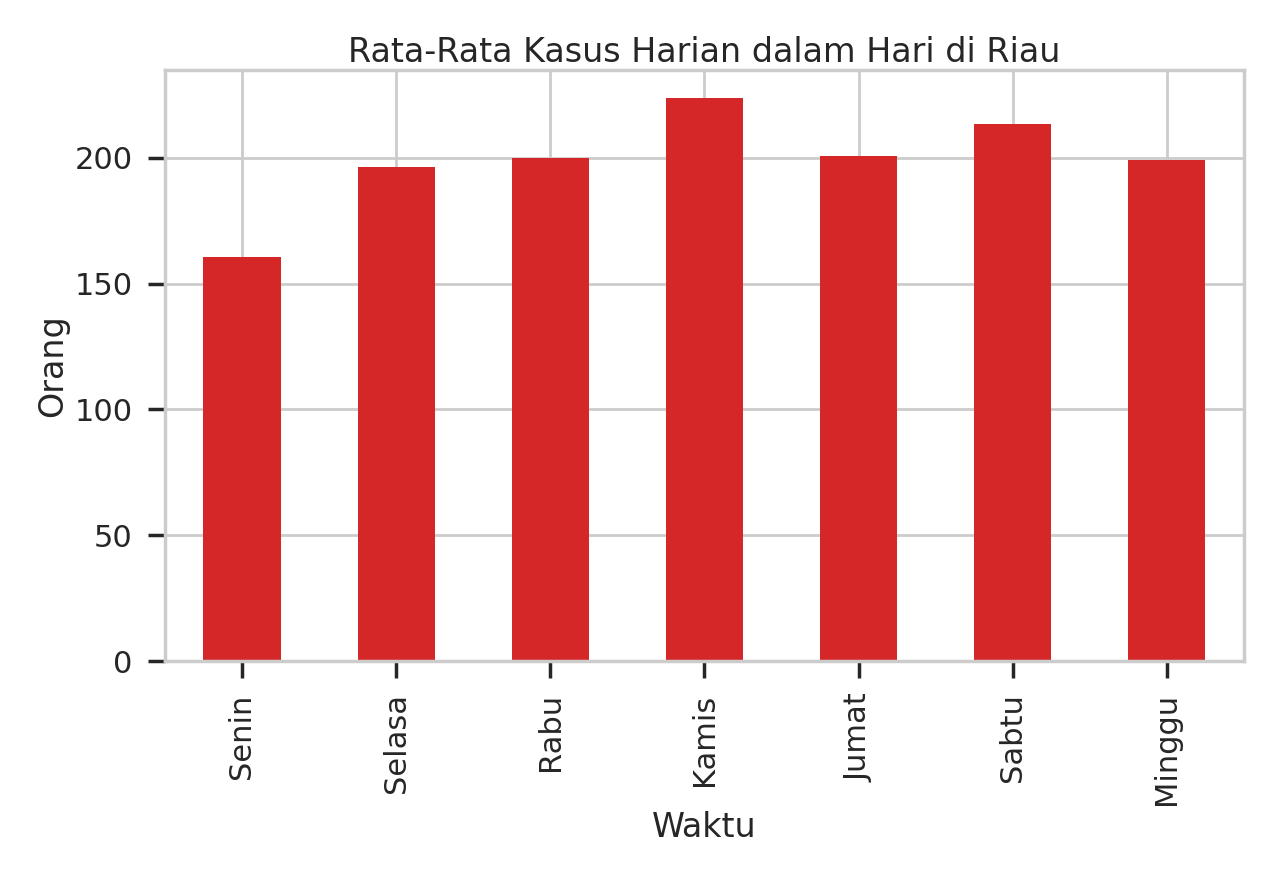 Rata-Rata Kasus Harian dalam Hari di Riau
Orang
200
150
100
50
0
Senin
Selasa
Rabu
Kamis
Jumat
Sabtu
Minggu
Waktu